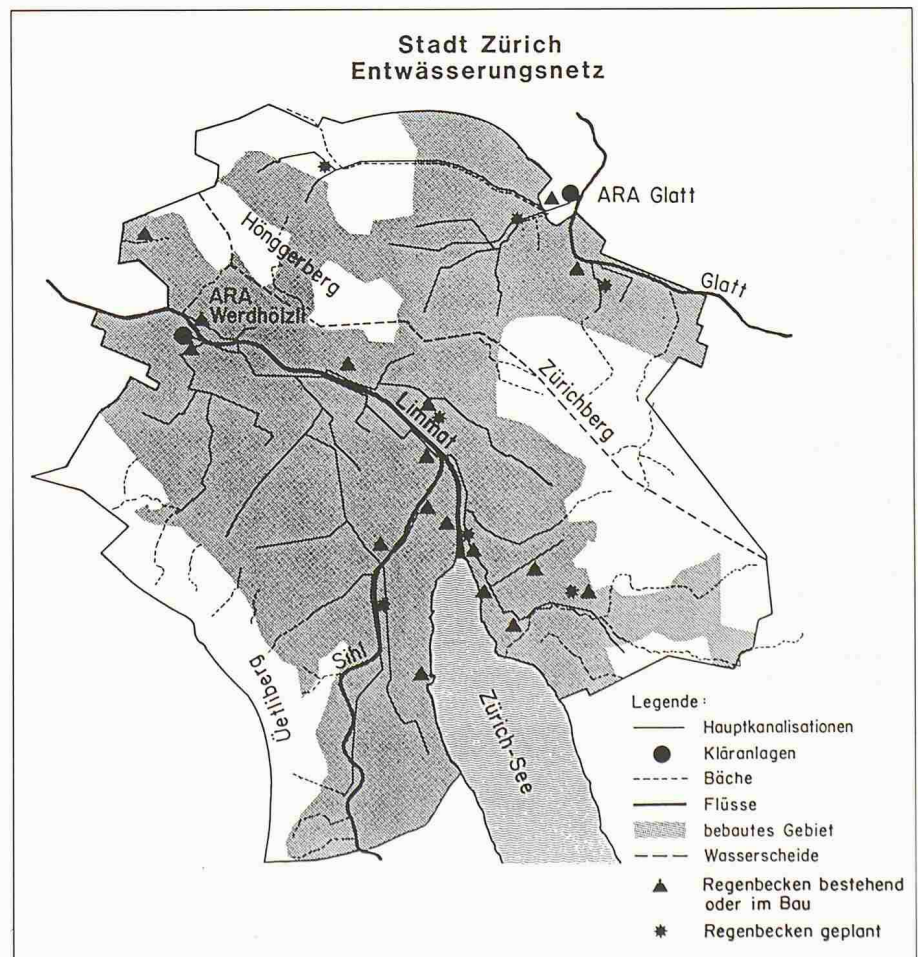 Stadt Zürich
Entwässerungsnetz
ARA Glatt
Hönggerberg
Glatt
ARA
Werdhölzli
Zürichberg
Limmat
Sihl
Üetliberg
Zürich-See
Legende:
Hauptkanalisationen
Kläranlagen
Bäche
Flüsse
bebautes Gebiet
Wasserscheide
Regenbecken bestehend
oder im Bau
Regenbecken geplant